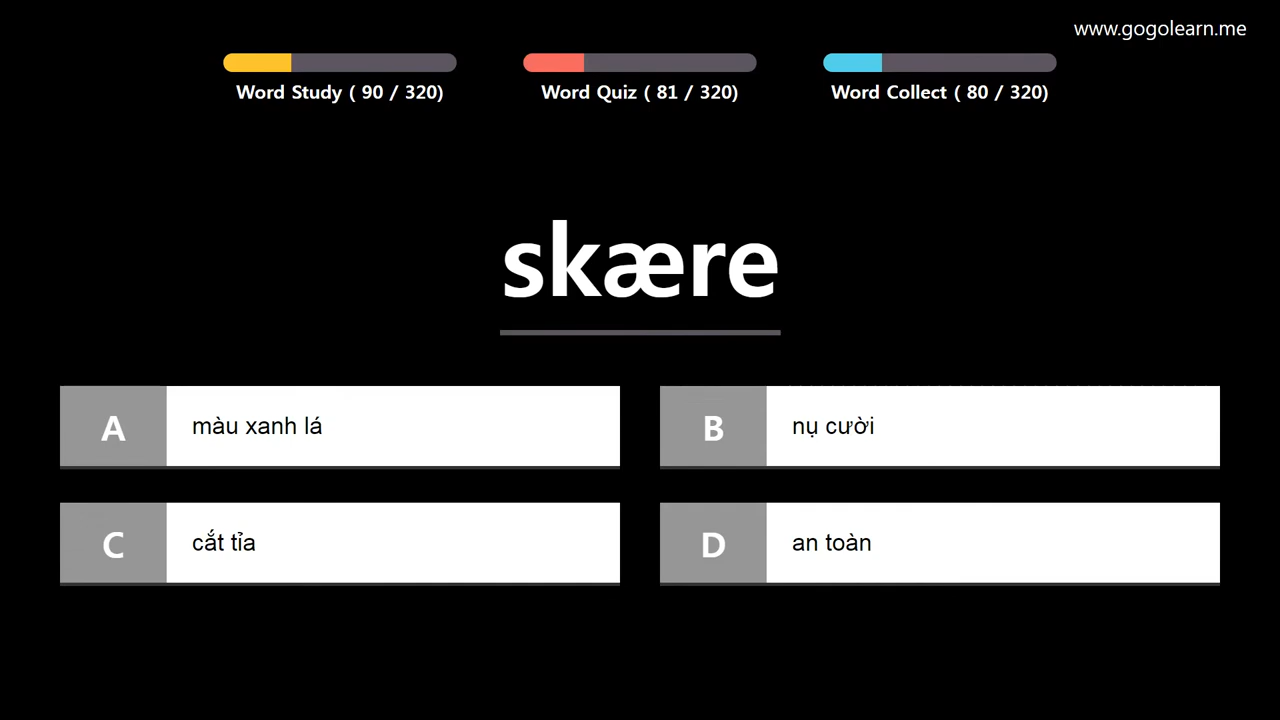 www.gogolearn.me
Word Study ( 90 / 320)
Word Quiz ( 81 / 320)
Word Collect ( 80 / 320)
skære
A màu xanh lá
B nụ cười
C cắt tỉa
D an toàn